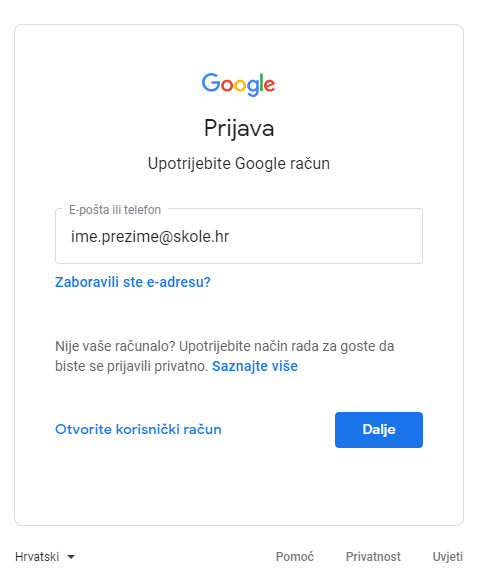 Google
Prijava
Upotrijebite Google račun
E-pošta ili telefon
ime.prezime@skole.hr
Zaboravili ste e-adresu?
Nije vaše računalo? Upotrijebite način rada za goste da
biste se prijavili privatno. Saznajte više
Otvorite korisnički račun
Dalje
Hrvatski
Pomoć
Privatnost
Uvjeti